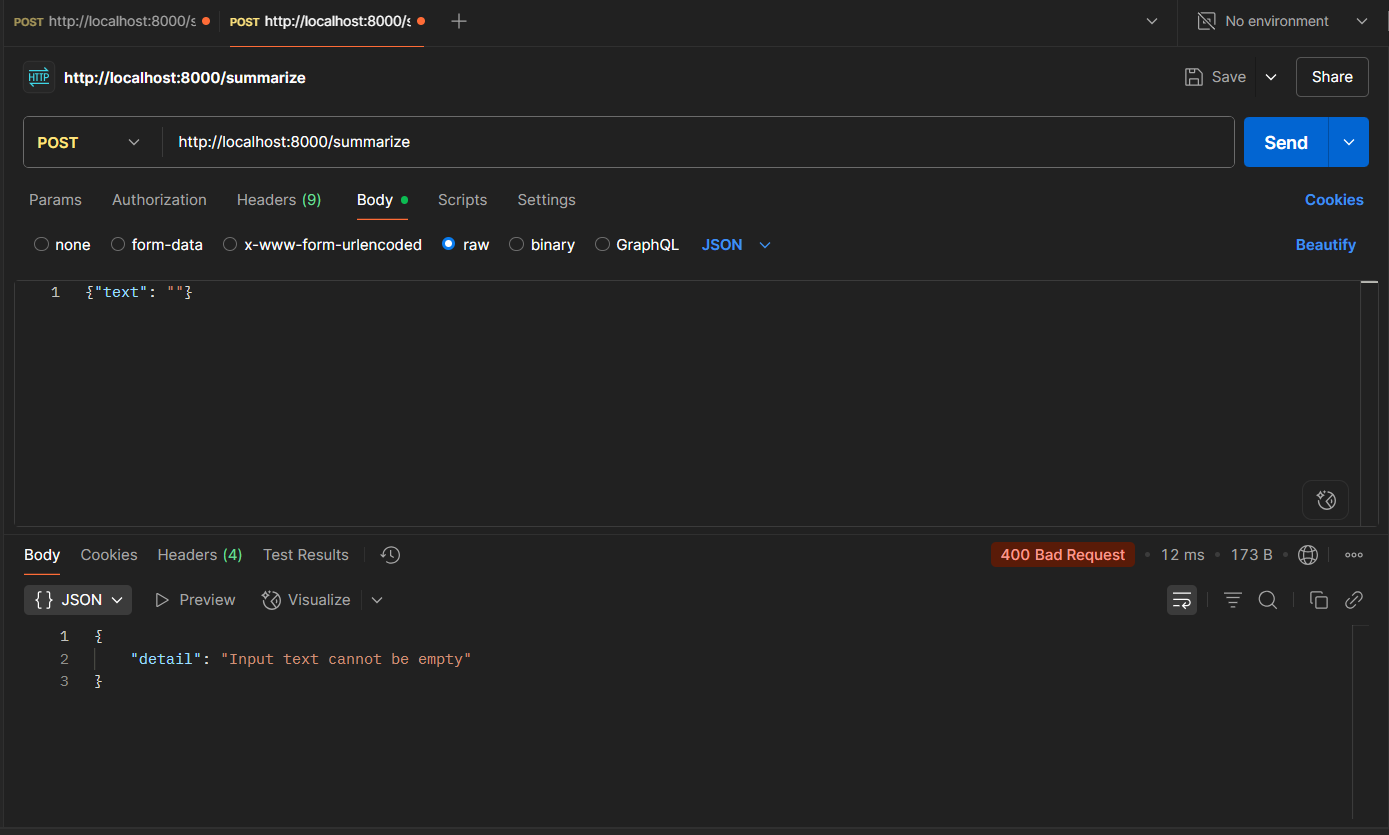 POST http://localhost:8000/s POST http://localhost:8000/s No environment
HTTP http://localhost:8000/summarize Save Share
POST http://localhost:8000/summarize Send
Params Authorization Headers (9) Body Scripts Settings Cookies
none form-data x-www-form-urlencoded raw binary GraphQL JSON Beautify
1 {"text": ""}
Body Cookies Headers (4) Test Results 400 Bad Request • 12 ms • 173 B •
{} JSON Preview Visualize
1 {
2 "detail": "Input text cannot be empty"
3 }